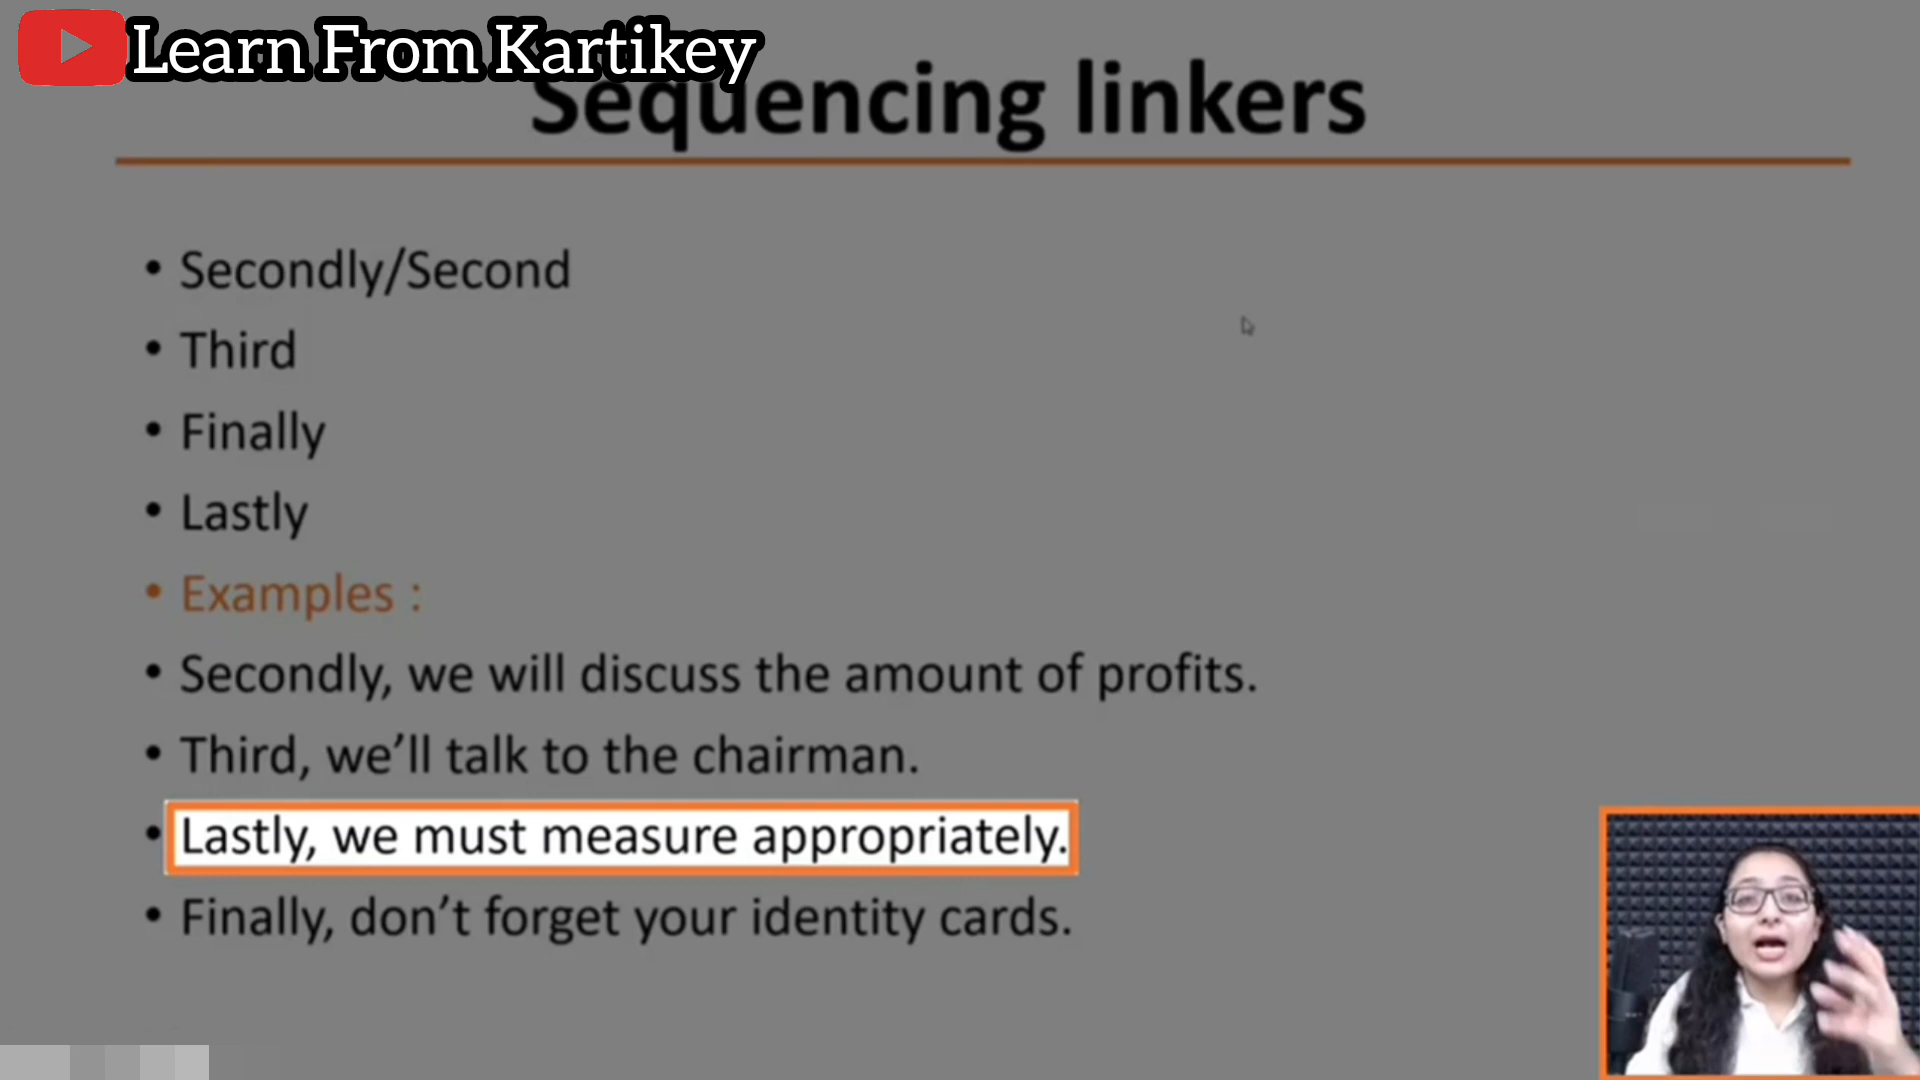 Learn From Kartikey
Sequencing linkers
• Secondly/Second
• Third
• Finally
• Lastly
• Examples :
• Secondly, we will discuss the amount of profits.
• Third, we’ll talk to the chairman.
• Lastly, we must measure appropriately.
• Finally, don’t forget your identity cards.